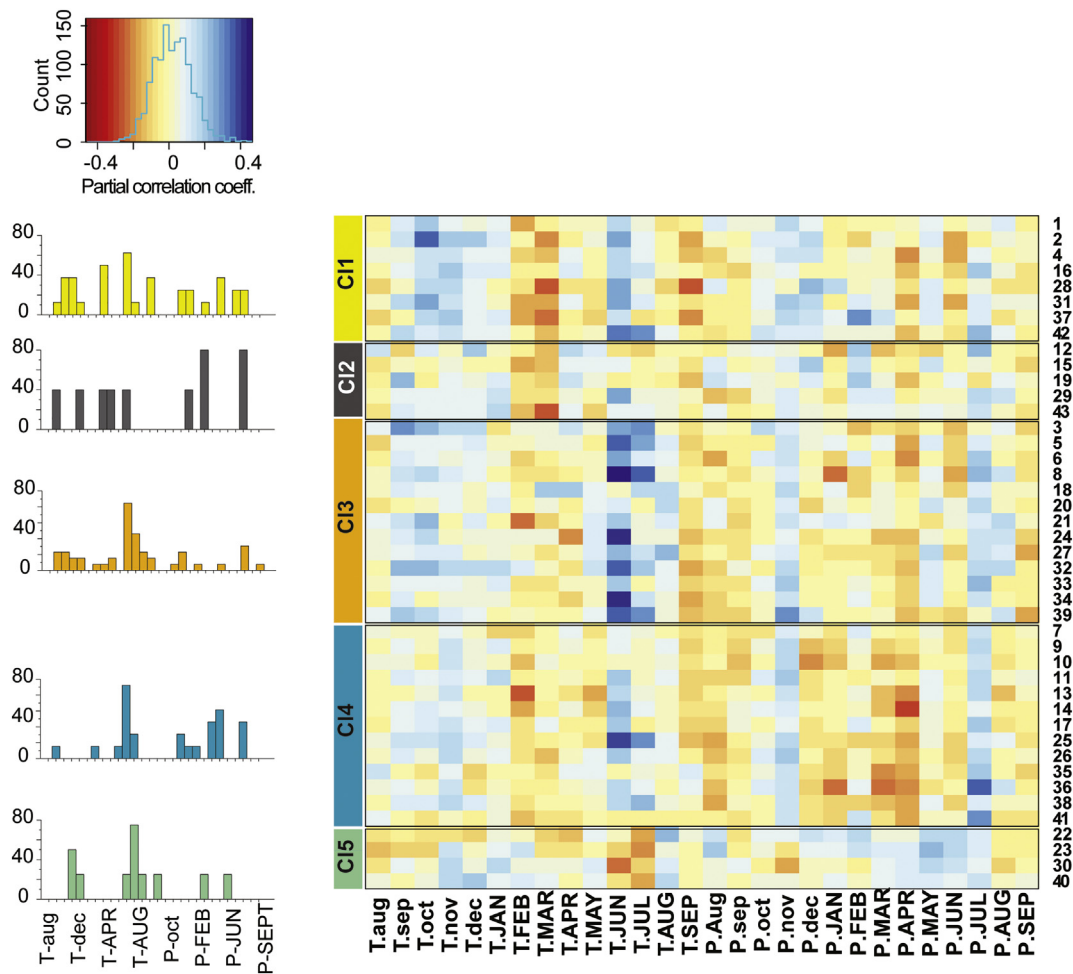 150
100
50
0
Count
-0.4 0 0.4
Partial correlation coeff.
80
40
0
80
40
0
80
40
0
80
40
0
80
40
0
T-aug
T-dec
T-APR
T-AUG
P-oct
P-FEB
P-JUN
P-SEPT
Cl1
Cl2
Cl3
Cl4
Cl5
1
2
4
16
28
31
37
42
12
15
19
29
43
3
5
6
8
18
20
21
24
27
32
33
34
39
7
9
10
11
13
14
17
25
26
35
36
38
41
22
23
30
40
T.aug
T.sep
T.oct
T.nov
T.dec
T.JAN
T.FEB
T.MAR
T.APR
T.MAY
T.JUN
T.JUL
T.AUG
T.SEP
P.Aug
P.sep
P.oct
P.nov
P.dec
P.JAN
P.FEB
P.MAR
P.APR
P.MAY
P.JUN
P.JUL
P.AUG
P.SEP